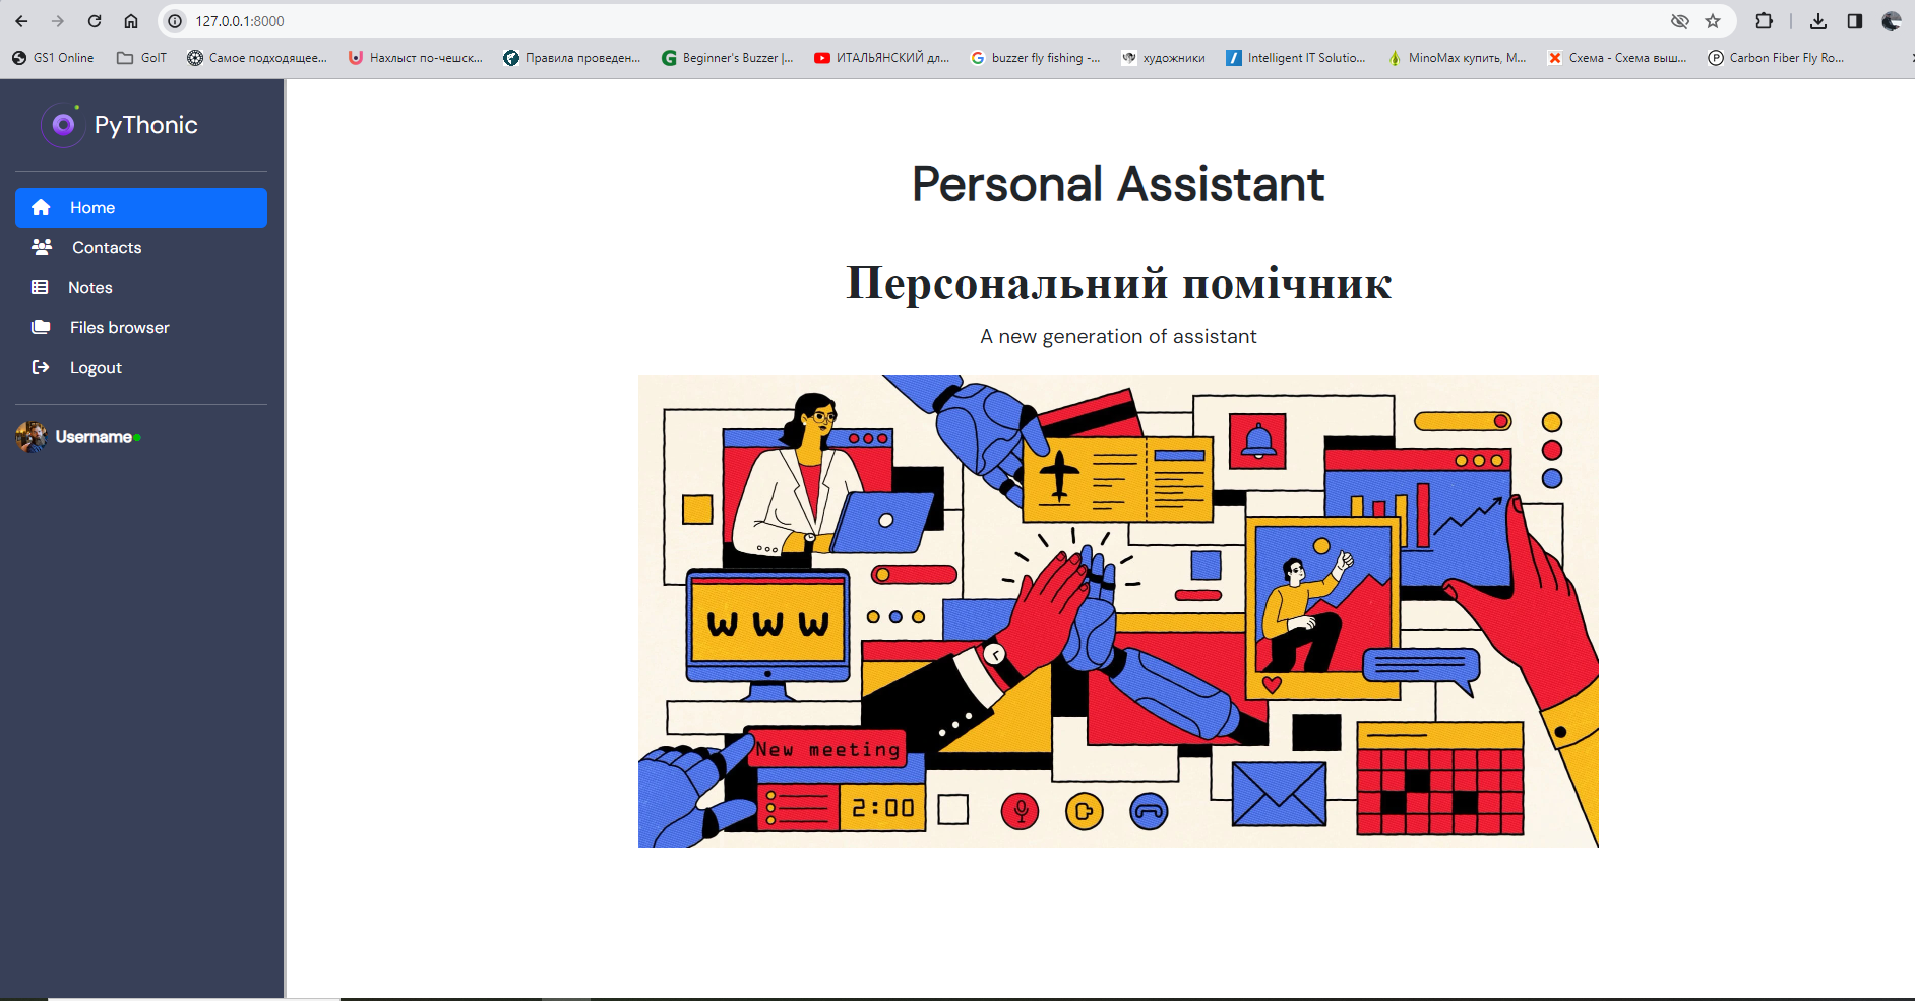 127.0.0.1:8000
GS1 Online
GoIT
Самое подходящее...
Нахлыст по-чешск...
Правила проведен...
Beginner's Buzzer |...
ИТАЛЬЯНСКИЙ дл...
buzzer fly fishing -...
художники
Intelligent IT Solutio...
MinoMax купить, М...
Схема - Схема выш...
Carbon Fiber Fly Ro...
PyThonic
Home
Contacts
Notes
Files browser
Logout
Username
Personal Assistant
Персональний помічник
A new generation of assistant
W W W
New meeting
2:00